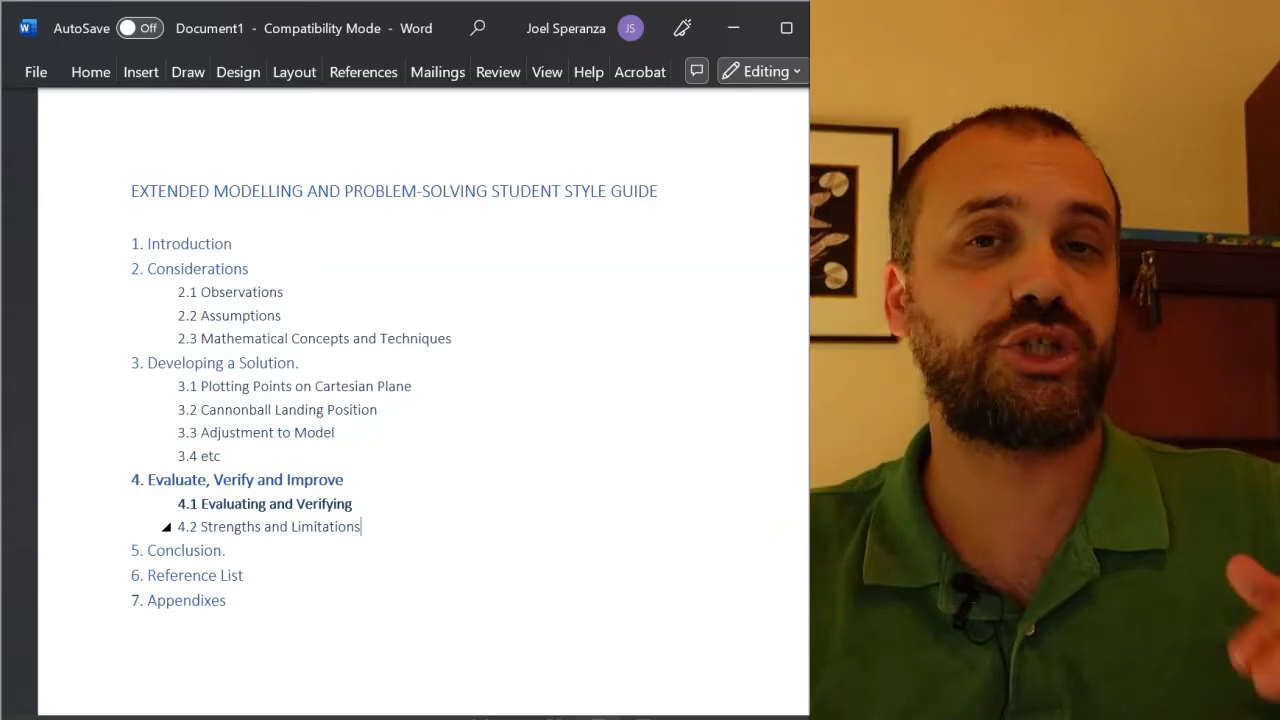 AutoSave Off Document1 - Compatibility Mode - Word Joel Speranza JS
File Home Insert Draw Design Layout References Mailings Review View Help Acrobat Editing
EXTENDED MODELLING AND PROBLEM-SOLVING STUDENT STYLE GUIDE
1. Introduction
2. Considerations
2.1 Observations
2.2 Assumptions
2.3 Mathematical Concepts and Techniques
3. Developing a Solution.
3.1 Plotting Points on Cartesian Plane
3.2 Cannonball Landing Position
3.3 Adjustment to Model
3.4 etc
4. Evaluate, Verify and Improve
4.1 Evaluating and Verifying
4.2 Strengths and Limitations
5. Conclusion.
6. Reference List
7. Appendixes